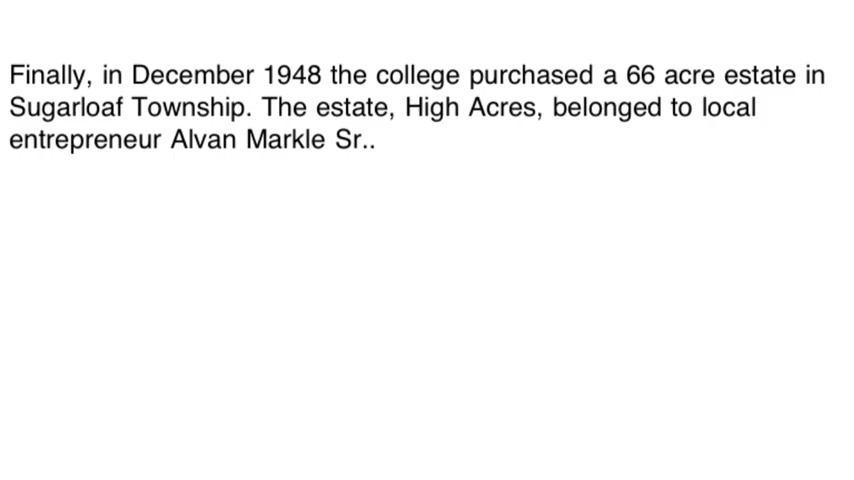 Finally, in December 1948 the college purchased a 66 acre estate in
Sugarloaf Township. The estate, High Acres, belonged to local
entrepreneur Alvan Markle Sr..